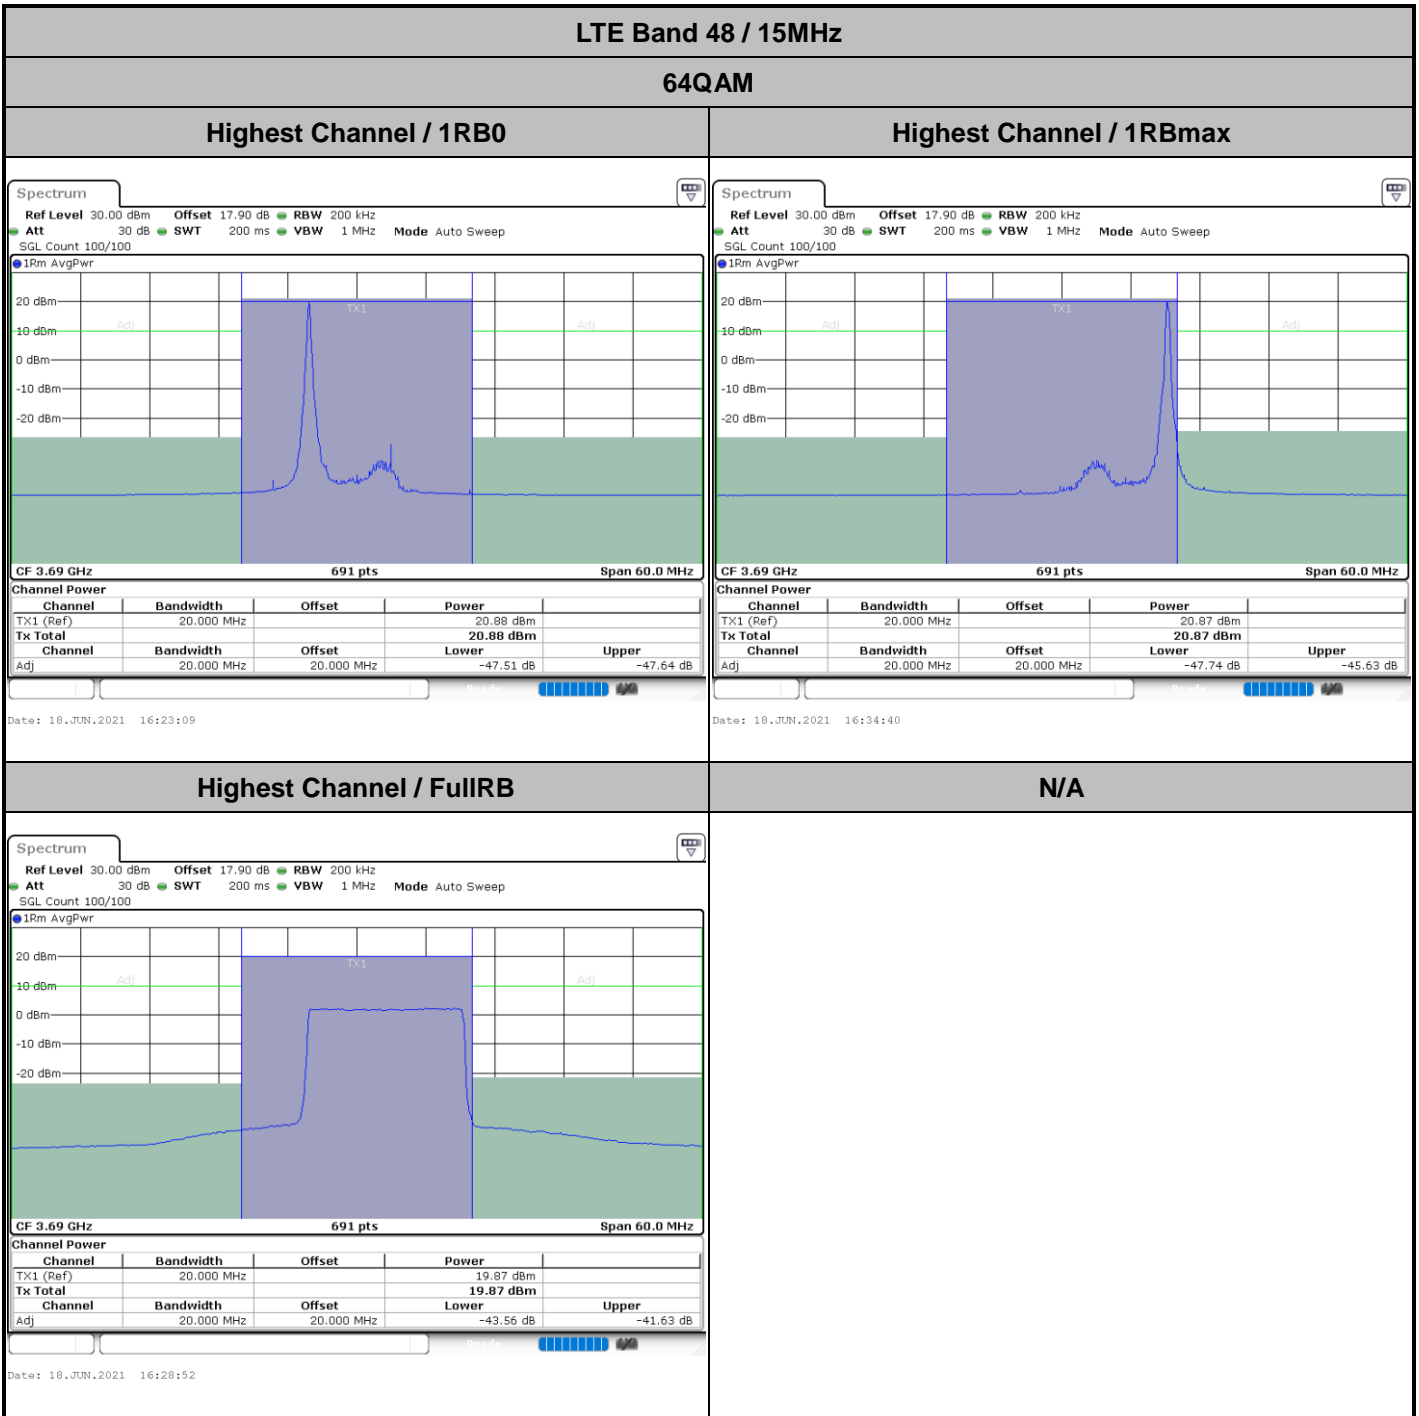 LTE Band 48 / 15MHz
64QAM
Highest Channel / 1RB0
Spectrum
Ref Level 30.00 dBm Offset 17.90 dB RBW 200 kHz
Att 30 dB SWT 200 ms VBW 1 MHz Mode Auto Sweep
SGL Count 100/100
1Rm AvgPwr
20 dBm
10 dBm
0 dBm
-10 dBm
-20 dBm
Adj
TX1
Adj
CF 3.69 GHz 691 pts Span 60.0 MHz
Channel Power
Channel Bandwidth Offset Power
TX1 (Ref) 20.000 MHz 20.88 dBm
Tx Total 20.88 dBm
Channel Bandwidth Offset Lower Upper
Adj 20.000 MHz 20.000 MHz -47.51 dB -47.64 dB
Ready
Date: 18.JUN.2021 16:23:09
Highest Channel / 1RBmax
Spectrum
Ref Level 30.00 dBm Offset 17.90 dB RBW 200 kHz
Att 30 dB SWT 200 ms VBW 1 MHz Mode Auto Sweep
SGL Count 100/100
1Rm AvgPwr
20 dBm
10 dBm
0 dBm
-10 dBm
-20 dBm
Adj
TX1
Adj
CF 3.69 GHz 691 pts Span 60.0 MHz
Channel Power
Channel Bandwidth Offset Power
TX1 (Ref) 20.000 MHz 20.87 dBm
Tx Total 20.87 dBm
Channel Bandwidth Offset Lower Upper
Adj 20.000 MHz 20.000 MHz -47.74 dB -45.63 dB
Ready
Date: 18.JUN.2021 16:34:40
Highest Channel / FullRB
Spectrum
Ref Level 30.00 dBm Offset 17.90 dB RBW 200 kHz
Att 30 dB SWT 200 ms VBW 1 MHz Mode Auto Sweep
SGL Count 100/100
1Rm AvgPwr
20 dBm
10 dBm
0 dBm
-10 dBm
-20 dBm
Adj
TX1
Adj
CF 3.69 GHz 691 pts Span 60.0 MHz
Channel Power
Channel Bandwidth Offset Power
TX1 (Ref) 20.000 MHz 19.87 dBm
Tx Total 19.87 dBm
Channel Bandwidth Offset Lower Upper
Adj 20.000 MHz 20.000 MHz -43.56 dB -41.63 dB
Ready
Date: 18.JUN.2021 16:28:52
N/A